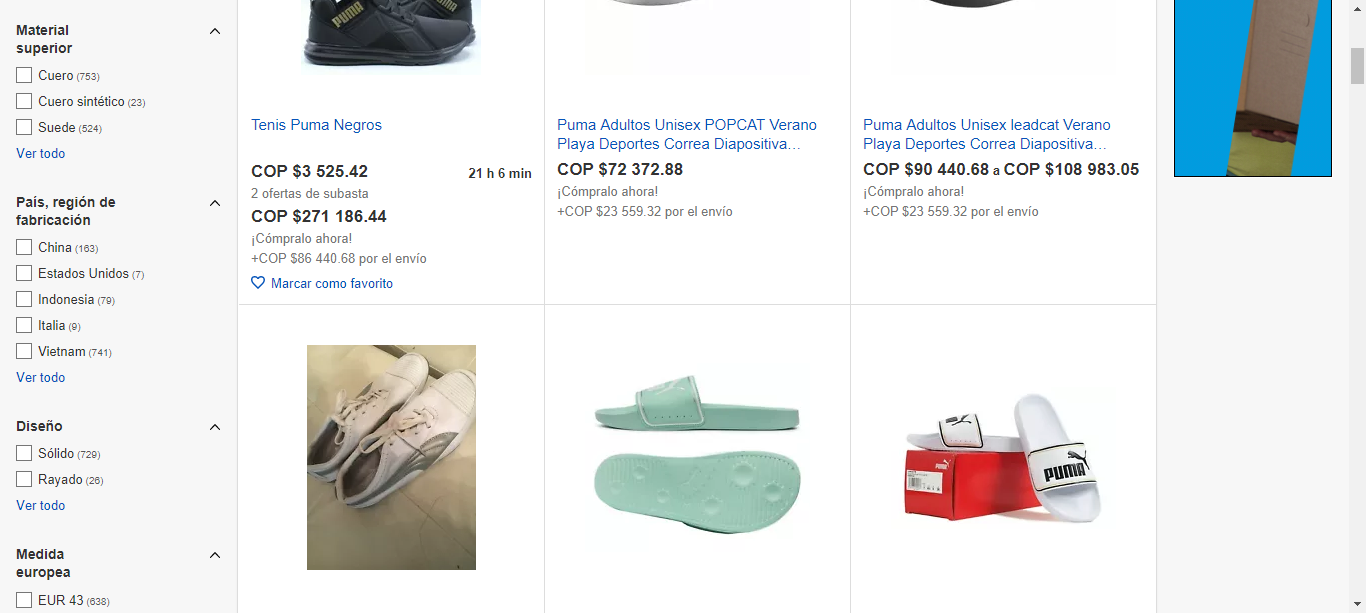 Material
superior
Cuero (753)
Cuero sintético (23)
Suede (524)
Ver todo
País, región de
fabricación
China (163)
Estados Unidos (7)
Indonesia (79)
Italia (9)
Vietnam (741)
Ver todo
Diseño
Sólido (729)
Rayado (26)
Ver todo
Medida
europea
EUR 43 (638)
PUMA
PUMA
Tenis Puma Negros
COP $3 525.42
21 h 6 min
2 ofertas de subasta
COP $271 186.44
¡Cómpralo ahora!
+COP $86 440.68 por el envío
Marcar como favorito
Puma Adultos Unisex POPCAT Verano
Playa Deportes Correa Diapositiva...
COP $72 372.88
¡Cómpralo ahora!
+COP $23 559.32 por el envío
Puma Adultos Unisex leadcat Verano
Playa Deportes Correa Diapositiva...
COP $90 440.68 a COP $108 983.05
¡Cómpralo ahora!
+COP $23 559.32 por el envío
PUMA
PUMA